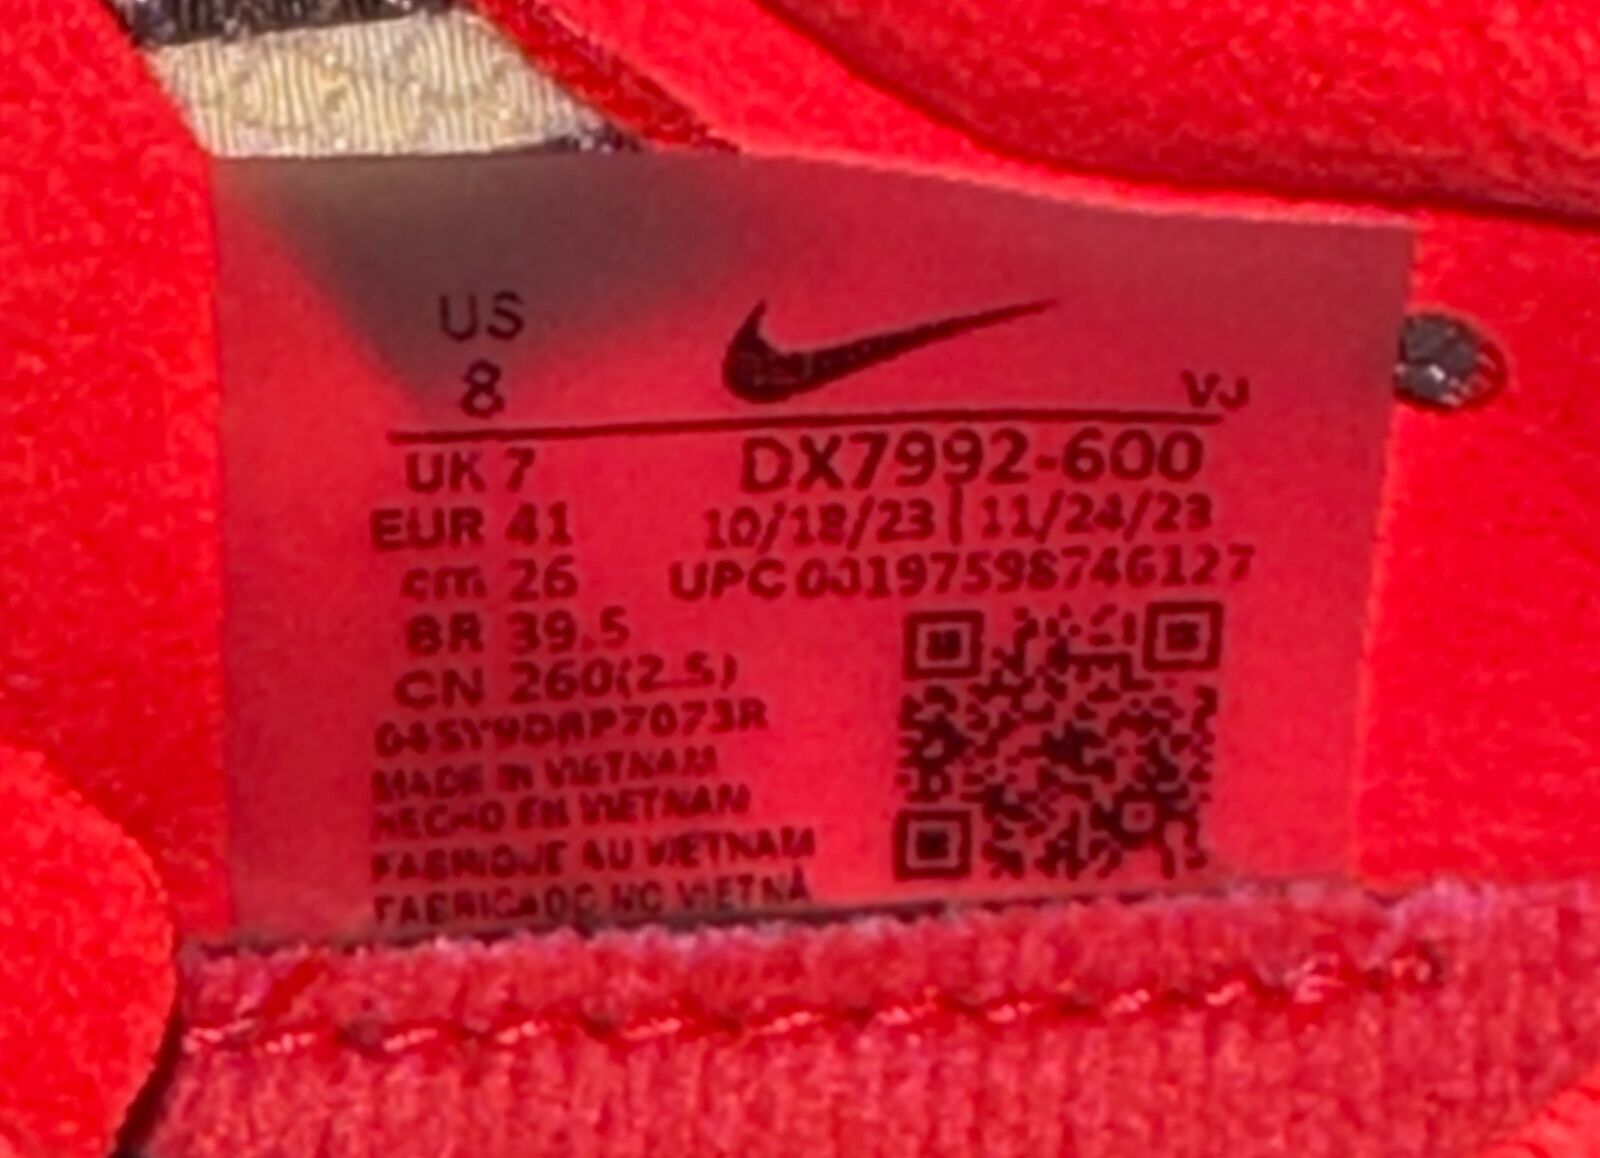 US
8
VJ
UK 7
DX7992-600
EUR 41
10/18/23 | 11/24/23
cm 26
UPC 00197598746127
BR 39.5
CN 260(2.5)
MADE IN VIETNAM
HECHO EN VIETNAM
FABRIQUE AU VIETNAM
FABRICADO NO VIETNÃ